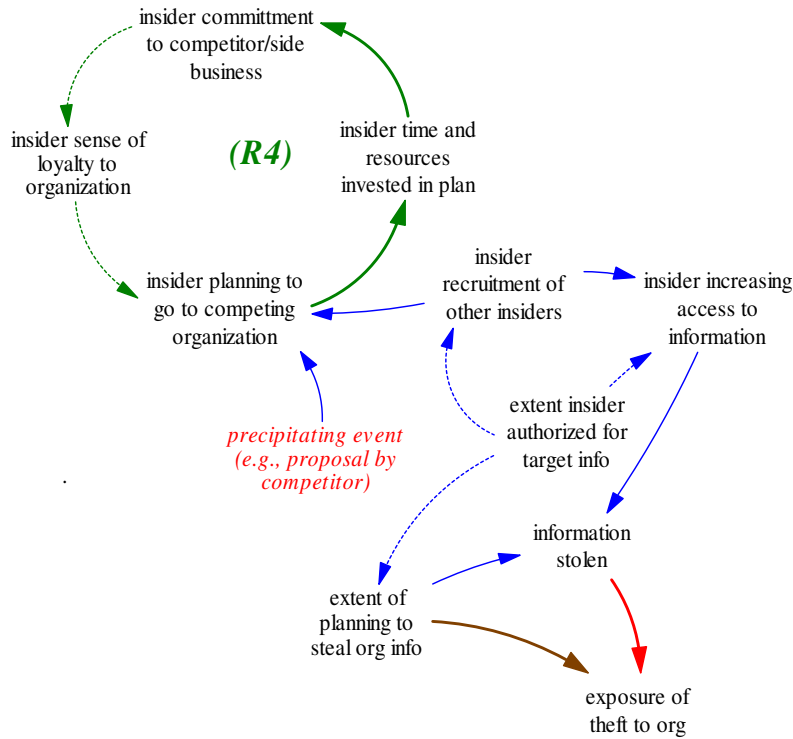 insider commitment
to competitor/side
business
insider sense of
loyalty to
organization
(R4)
insider time and
resources
invested in plan
insider planning to
go to competing
organization
insider
recruitment of
other insiders
insider increasing
access to
information
precipitating event
(e.g., proposal by
competitor)
extent insider
authorized for
target info
information
stolen
extent of
planning to
steal org info
exposure of
theft to org